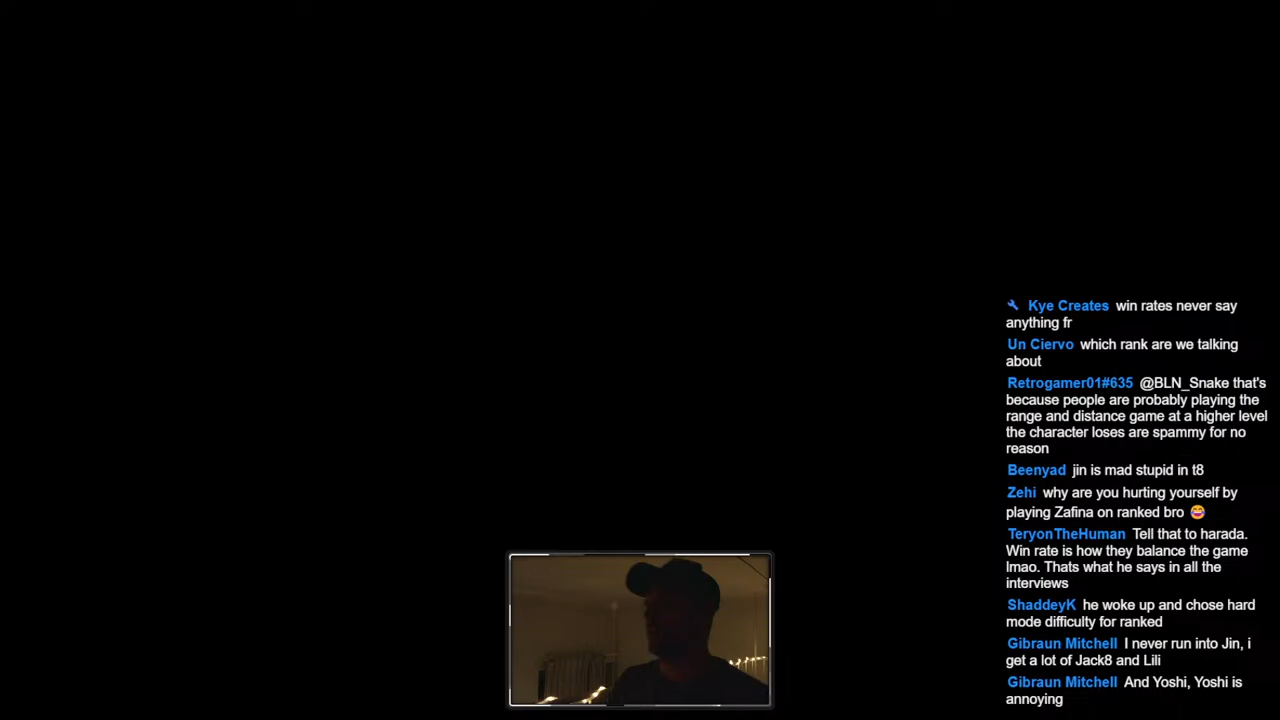 Kye Creates win rates never say
anything fr
Un Ciervo which rank are we talking
about
Retrogamer01#635 @BLN_Snake that's
because people are probably playing the
range and distance game at a higher level
the character loses are spammy for no
reason
Beenyad jin is mad stupid in t8
Zehi why are you hurting yourself by
playing Zafina on ranked bro 😂
TeryonTheHuman Tell that to harada.
Win rate is how they balance the game
lmao. Thats what he says in all the
interviews
ShaddeyK he woke up and chose hard
mode difficulty for ranked
Gibraun Mitchell I never run into Jin, i
get a lot of Jack8 and Lili
Gibraun Mitchell And Yoshi, Yoshi is
annoying